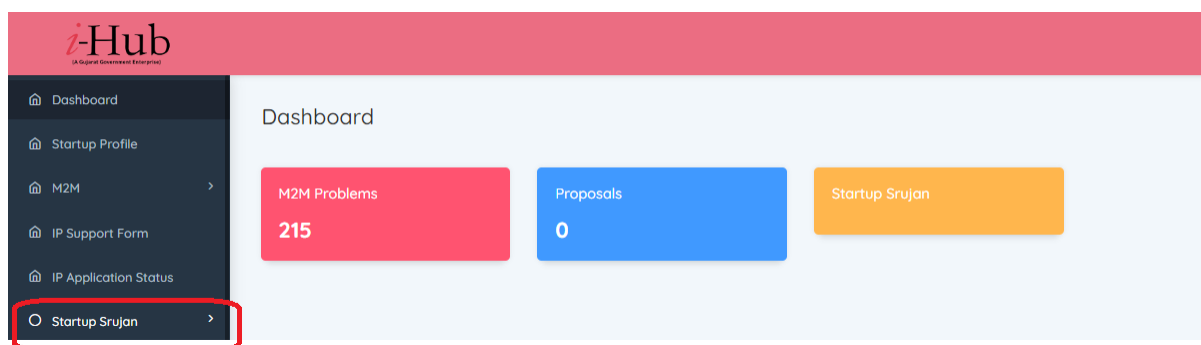 i-Hub
(A Gujarat Government Enterprise)
Dashboard
Startup Profile
M2M
IP Support Form
IP Application Status
Startup Srujan
Dashboard
M2M Problems
215
Proposals
0
Startup Srujan